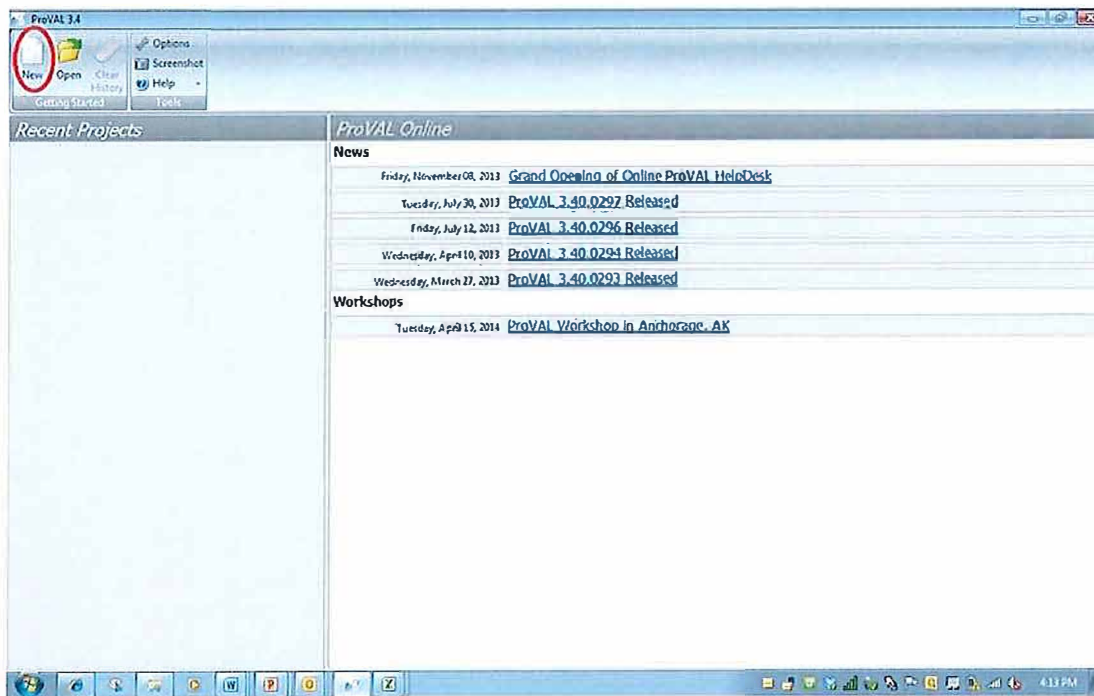 ProVAL 3.4
New
Open
Clear History
Getting Started
Options
Screenshot
Help
Tools
Recent Projects
ProVAL Online
News
Friday, November 08, 2013 Grand Opening of Online ProVAL HelpDesk
Tuesday, July 30, 2013 ProVAL 3.40.0297 Released
Friday, July 12, 2013 ProVAL 3.40.0296 Released
Wednesday, April 10, 2013 ProVAL 3.40.0294 Released
Wednesday, March 27, 2013 ProVAL 3.40.0293 Released
Workshops
Tuesday, April 15, 2014 ProVAL Workshop in Anchorage, AK
4:13 PM